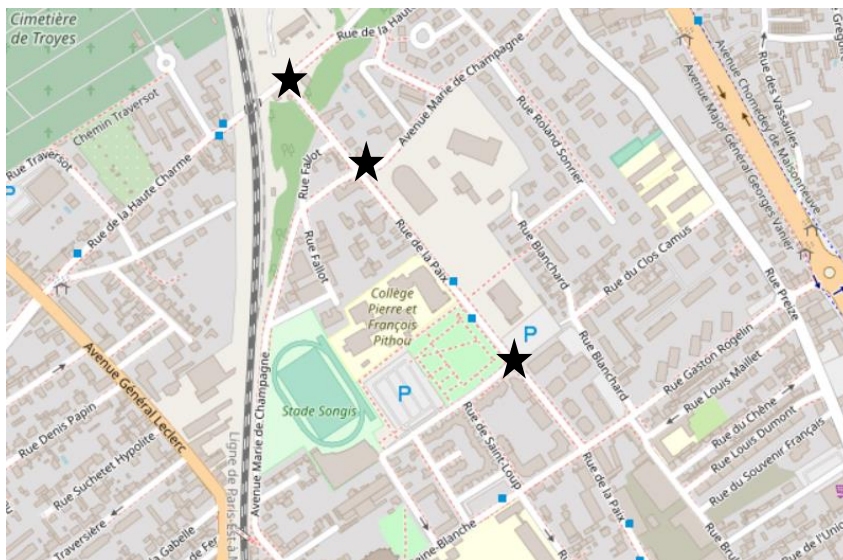 Cimetière
de Troyes
Rue de la Haute
Chemin Traversot
Rue Traversot
P
Rue de la Haute Charme
Rue Fallot
Avenue Marie de Champagne
Rue Roland Sonrier
Avenue Chomedey de Maisonneuve
Avenue Major Général Georges Vanier
Rue des Vassaules
Rue Fallot
Rue de la Paix
Rue Blanchard
Rue du Clos Camus
Rue Preize
Collège
Pierre et
François
Pithou
P
P
Rue Blanchard
Rue Gaston Rogelin
Rue Louis Maillet
Avenue Général Leclerc
Stade Songis
Avenue Marie de Champagne
Rue Denis Papin
Rue Suchetet Hypolite
Rue de Saint-Loup
Rue de la Paix
Rue du Chêne
Rue Louis Dumont
Rue du Souvenir Français
Traversière
Gabelle
Ligne de Paris-Est à
aine-Blanche
Rue de l'Union